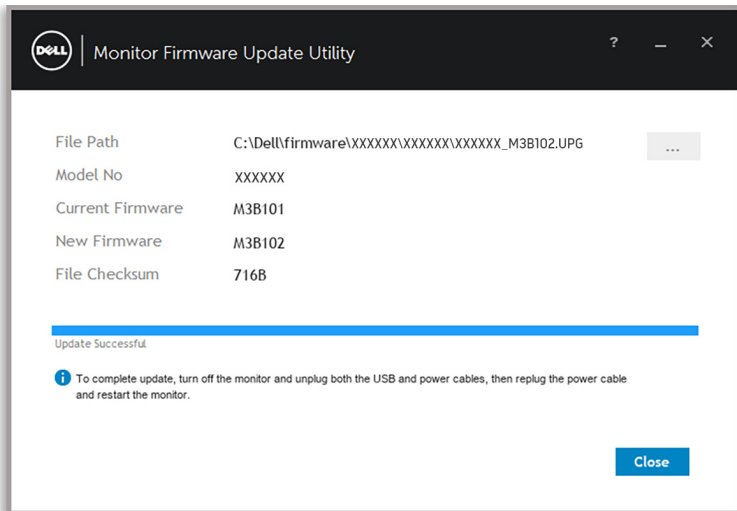 DELL Monitor Firmware Update Utility ? _ ×
File Path C:\Dell\firmware\XXXXXX\XXXXXX\XXXXXX_M3B102.UPG ...
Model No XXXXXX
Current Firmware M3B101
New Firmware M3B102
File Checksum 716B
Update Successful
i To complete update, turn off the monitor and unplug both the USB and power cables, then replug the power cable
and restart the monitor.
Close